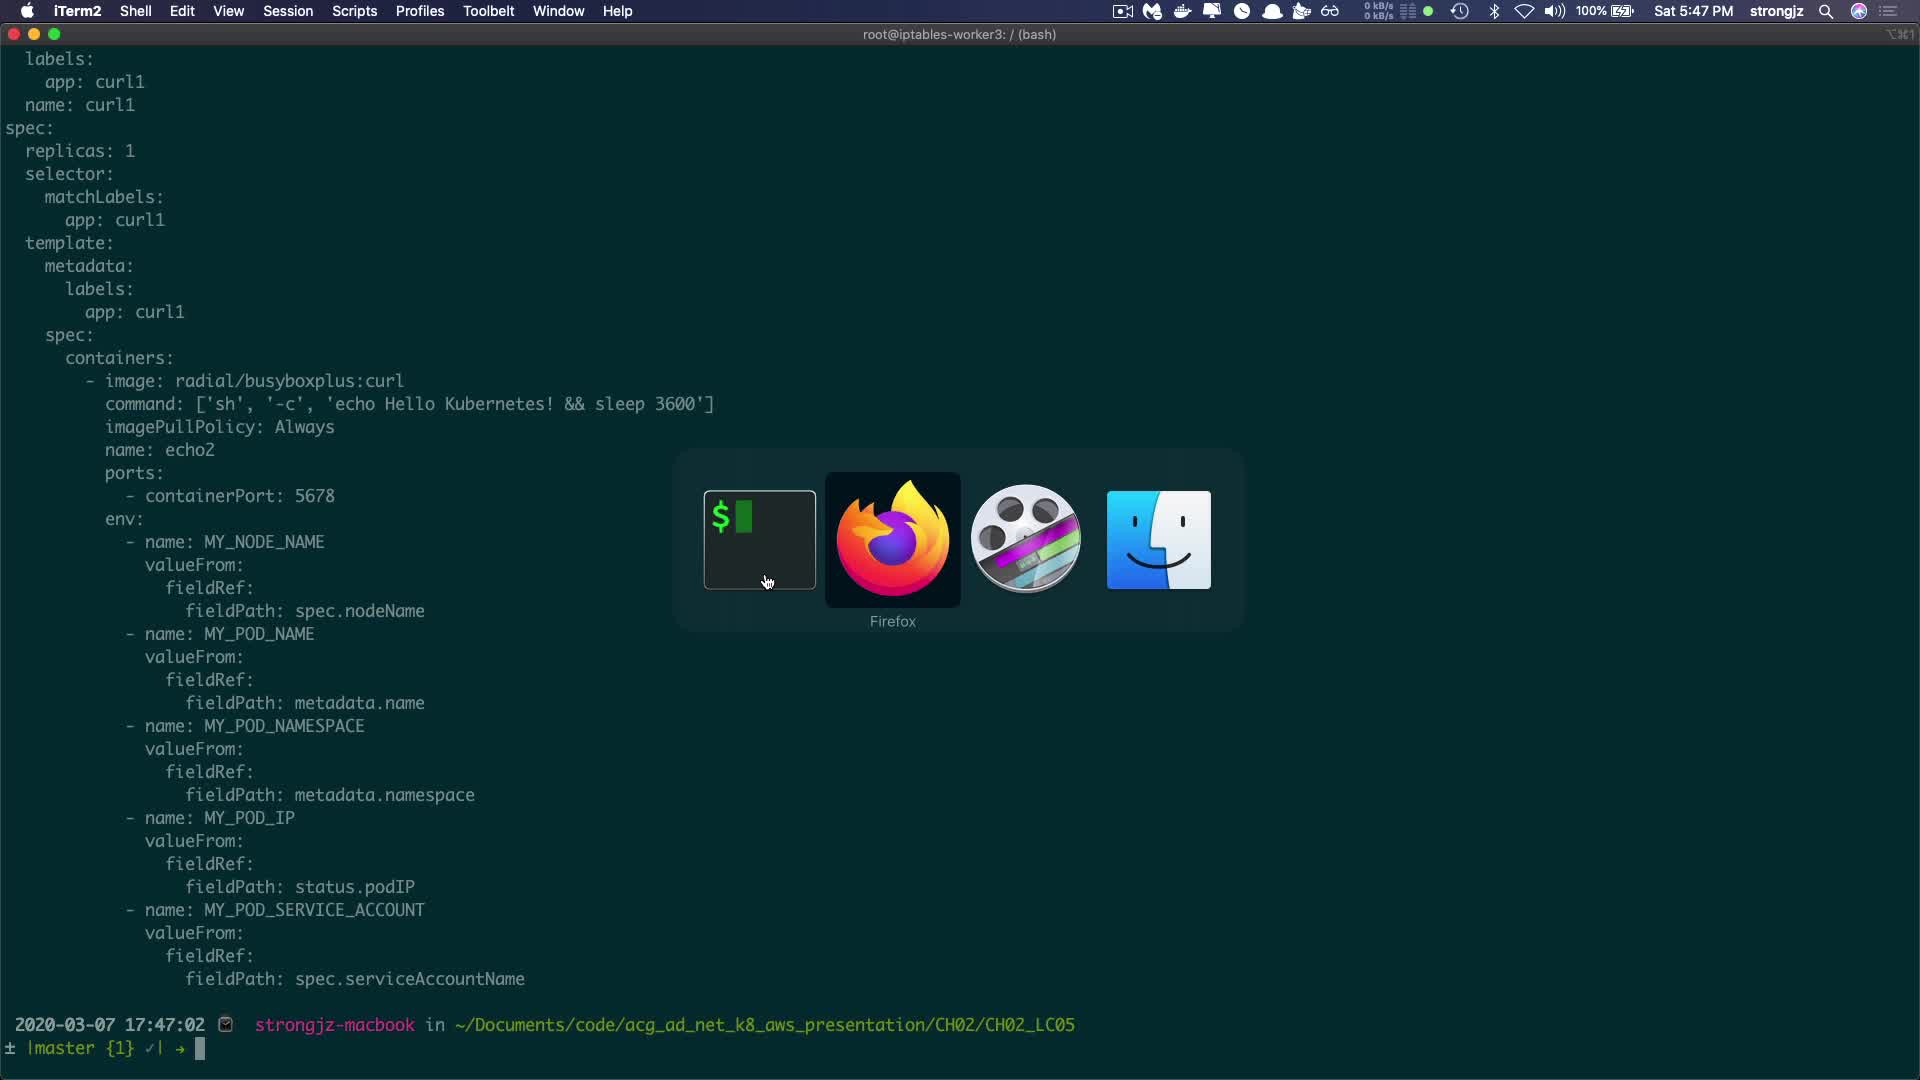 iTerm2 Shell Edit View Session Scripts Profiles Toolbelt Window Help 0 kB/s 0 kB/s 100% Sat 5:47 PM strongjz
root@iptables-worker3: / (bash) ⌥⌘1
labels:
app: curl1
name: curl1
spec:
replicas: 1
selector:
matchLabels:
app: curl1
template:
metadata:
labels:
app: curl1
spec:
containers:
- image: radial/busyboxplus:curl
command: ['sh', '-c', 'echo Hello Kubernetes! && sleep 3600']
imagePullPolicy: Always
name: echo2
ports:
- containerPort: 5678
env:
- name: MY_NODE_NAME
valueFrom:
fieldRef:
fieldPath: spec.nodeName
- name: MY_POD_NAME
valueFrom:
fieldRef:
fieldPath: metadata.name
- name: MY_POD_NAMESPACE
valueFrom:
fieldRef:
fieldPath: metadata.namespace
- name: MY_POD_IP
valueFrom:
fieldRef:
fieldPath: status.podIP
- name: MY_POD_SERVICE_ACCOUNT
valueFrom:
fieldRef:
fieldPath: spec.serviceAccountName
$
Firefox
2020-03-07 17:47:02 strongjz-macbook in ~/Documents/code/acg_ad_net_k8_aws_presentation/CH02/CH02_LC05
± |master {1} ✓| →